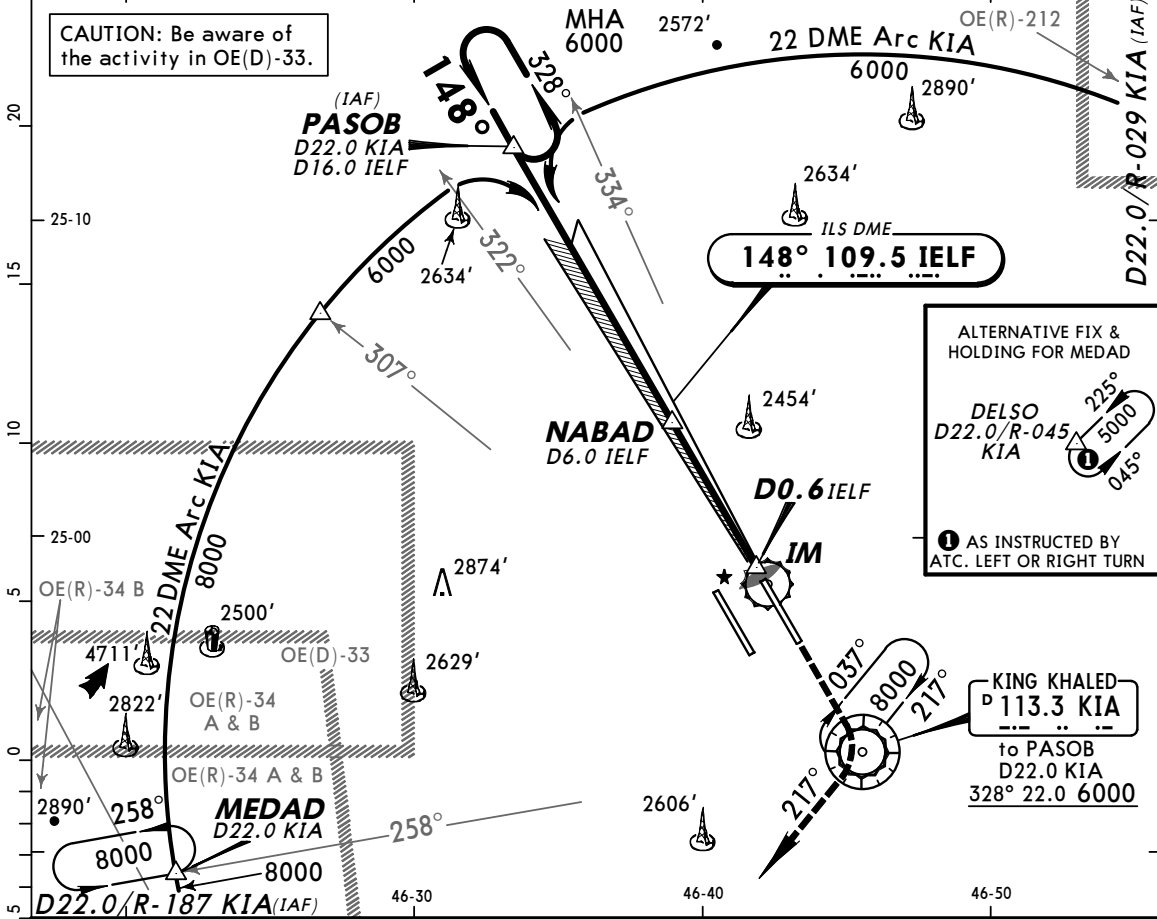 CAUTION: Be aware of
the activity in OE(D)-33.
MHA
6000
2572'
OE(R)-212
22 DME Arc KIA
6000
2890'
D22.0/R-029 KIA (IAF)
148°
328°
(IAF)
PASOB
D22.0 KIA
D16.0 IELF
20
25-10
15
10
25-00
5
0
5
334°
2634'
322°
2634'
6000
307°
ILS DME
148° 109.5 IELF
ALTERNATIVE FIX &
HOLDING FOR MEDAD
DELSO
D22.0/R-045
KIA
225°
5000
045°
1
1 AS INSTRUCTED BY
ATC. LEFT OR RIGHT TURN
2454'
NABAD
D6.0 IELF
D0.6 IELF
IM
22 DME Arc KIA
8000
2874'
OE(R)-34 B
2500'
4711'
OE(D)-33
2629'
2822'
OE(R)-34
A & B
OE(R)-34 A & B
037°
8000
217°
KING KHALED
D 113.3 KIA
to PASOB
D22.0 KIA
328° 22.0 6000
217°
2890'
258°
8000
MEDAD
D22.0 KIA
258°
8000
2606'
D22.0/R-187 KIA (IAF)
46-30
46-40
46-50